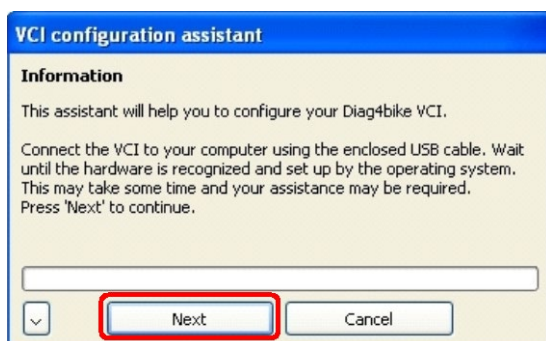 VCI configuration assistant
Information
This assistant will help you to configure your Diag4bike VCI.
Connect the VCI to your computer using the enclosed USB cable. Wait
until the hardware is recognized and set up by the operating system.
This may take some time and your assistance may be required.
Press 'Next' to continue.
Next
Cancel